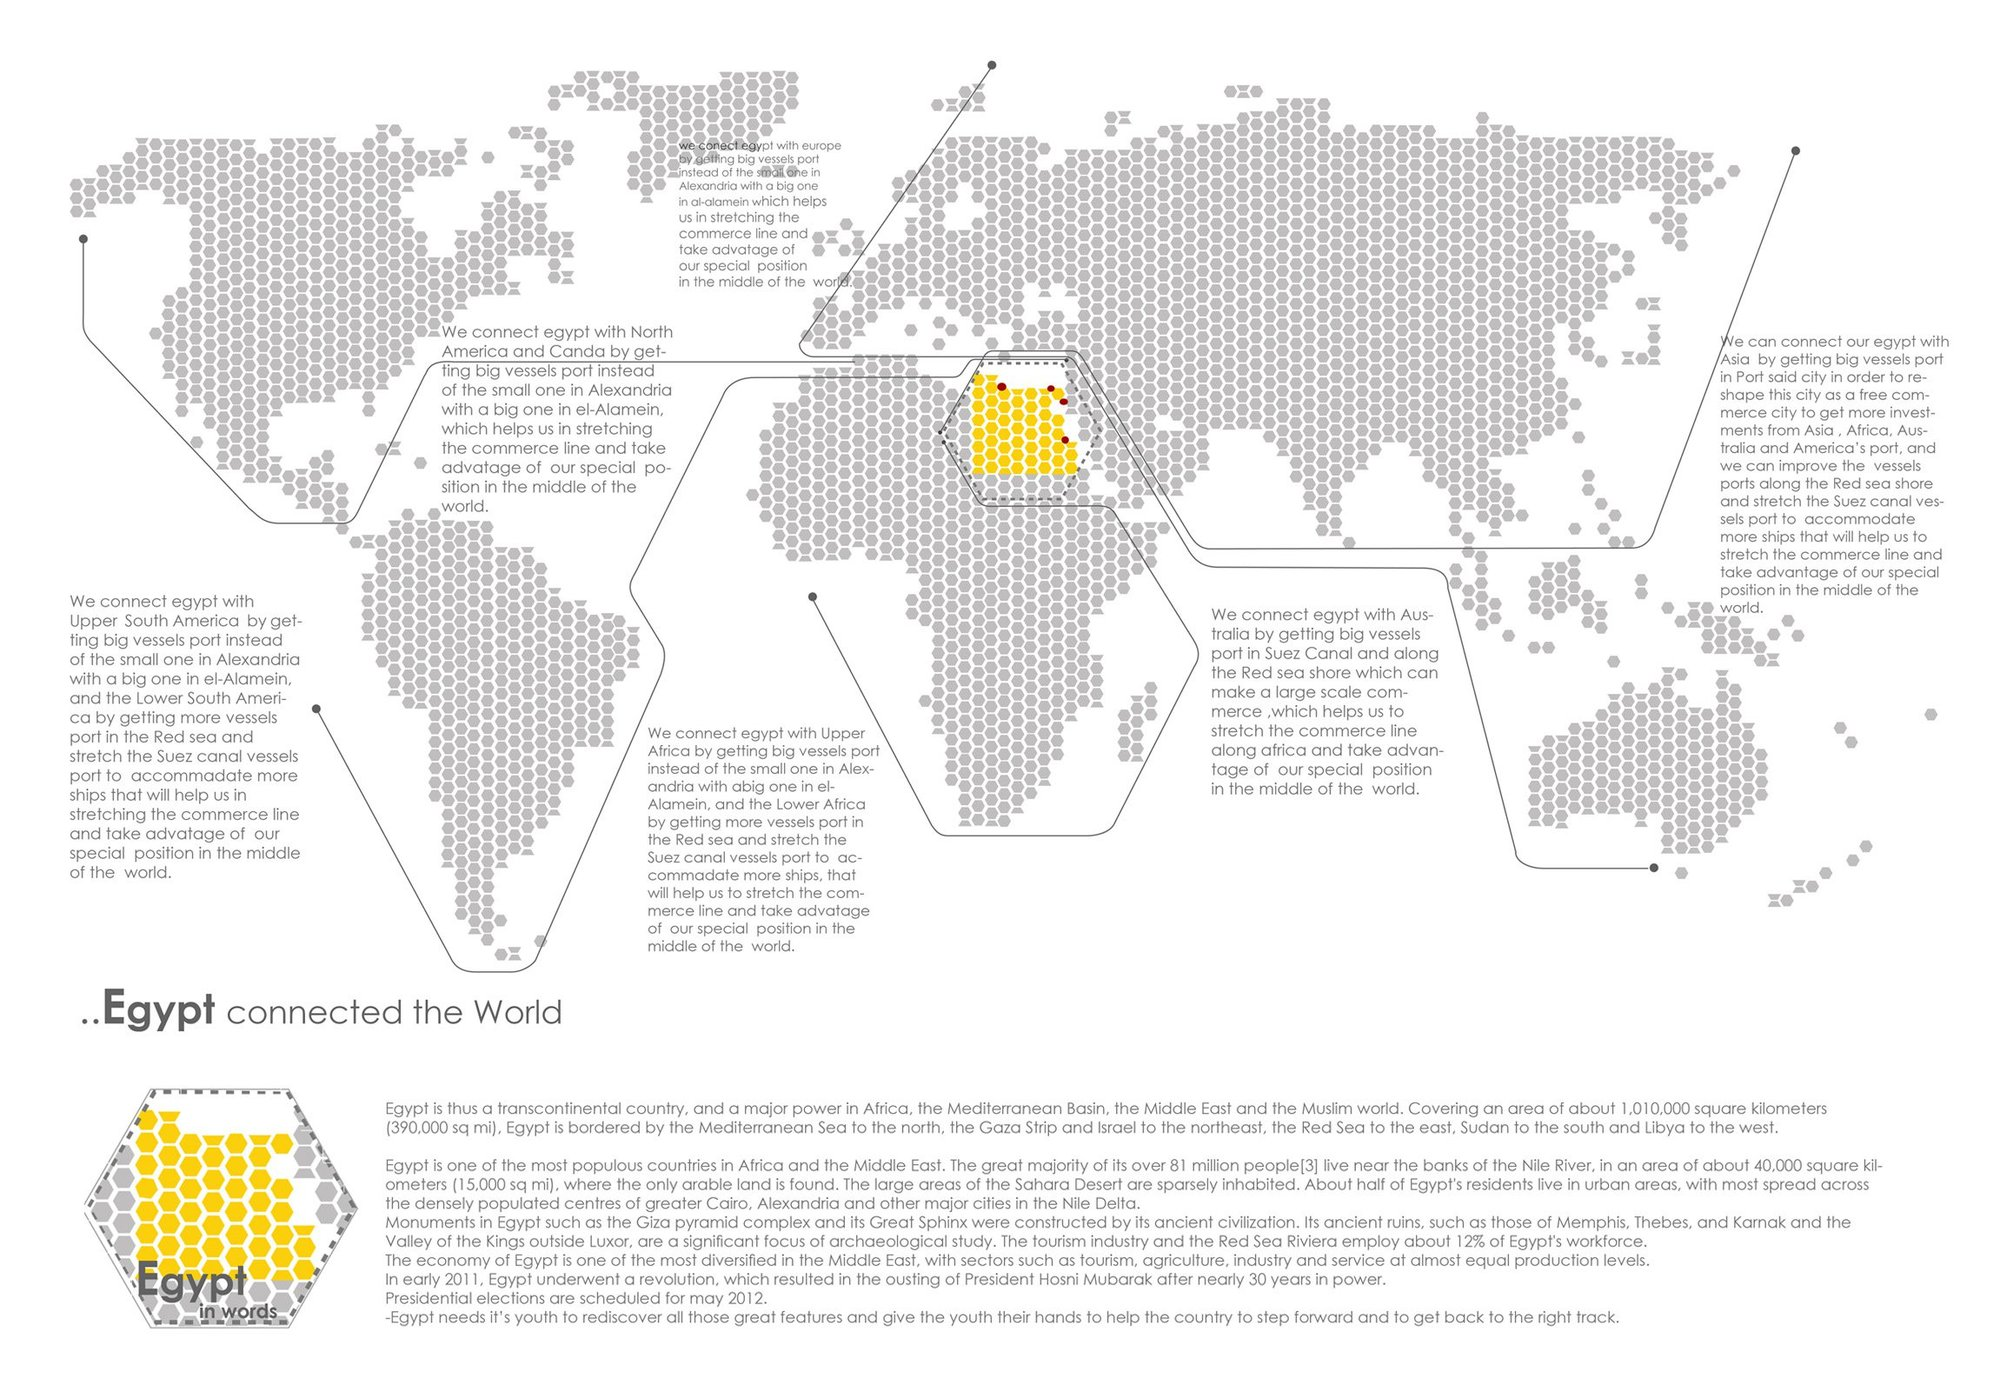 we conect egypt with europe
by getting big vessels port
instead of the small one in
Alexandria with a big one
in al-alamein which helps
us in stretching the
commerce line and
take advatage of
our special position
in the middle of the world.
We connect egypt with North
America and Canda by get-
ting big vessels port instead
of the small one in Alexandria
with a big one in el-Alamein,
which helps us in stretching
the commerce line and take
advatage of our special po-
sition in the middle of the
world.
We can connect our egypt with
Asia by getting big vessels port
in Port said city in order to re-
shape this city as a free com-
merce city to get more invest-
ments from Asia , Africa, Aus-
tralia and America's port, and
we can improve the vessels
ports along the Red sea shore
and stretch the Suez canal ves-
sels port to accommodate
more ships that will help us to
stretch the commerce line and
take advantage of our special
position in the middle of the
world.
We connect egypt with
Upper South America by get-
ting big vessels port instead
of the small one in Alexandria
with a big one in el-Alamein,
and the Lower South Ameri-
ca by getting more vessels
port in the Red sea and
stretch the Suez canal vessels
port to accommadate more
ships that will help us in
stretching the commerce line
and take advatage of our
special position in the middle
of the world.
We connect egypt with Upper
Africa by getting big vessels port
instead of the small one in Alex-
andria with abig one in el-
Alamein, and the Lower Africa
by getting more vessels port in
the Red sea and stretch the
Suez canal vessels port to ac-
commadate more ships, that
will help us to stretch the com-
merce line and take advatage
of our special position in the
middle of the world.
We connect egypt with Aus-
tralia by getting big vessels
port in Suez Canal and along
the Red sea shore which can
make a large scale com-
merce ,which helps us to
stretch the commerce line
along africa and take advan-
tage of our special position
in the middle of the world.
..Egypt connected the World
Egypt
in words
Egypt is thus a transcontinental country, and a major power in Africa, the Mediterranean Basin, the Middle East and the Muslim world. Covering an area of about 1,010,000 square kilometers
(390,000 sq mi), Egypt is bordered by the Mediterranean Sea to the north, the Gaza Strip and Israel to the northeast, the Red Sea to the east, Sudan to the south and Libya to the west.
Egypt is one of the most populous countries in Africa and the Middle East. The great majority of its over 81 million people[3] live near the banks of the Nile River, in an area of about 40,000 square kil-
ometers (15,000 sq mi), where the only arable land is found. The large areas of the Sahara Desert are sparsely inhabited. About half of Egypt's residents live in urban areas, with most spread across
the densely populated centres of greater Cairo, Alexandria and other major cities in the Nile Delta.
Monuments in Egypt such as the Giza pyramid complex and its Great Sphinx were constructed by its ancient civilization. Its ancient ruins, such as those of Memphis, Thebes, and Karnak and the
Valley of the Kings outside Luxor, are a significant focus of archaeological study. The tourism industry and the Red Sea Riviera employ about 12% of Egypt's workforce.
The economy of Egypt is one of the most diversified in the Middle East, with sectors such as tourism, agriculture, industry and service at almost equal production levels.
In early 2011, Egypt underwent a revolution, which resulted in the ousting of President Hosni Mubarak after nearly 30 years in power.
Presidential elections are scheduled for may 2012.
-Egypt needs it's youth to rediscover all those great features and give the youth their hands to help the country to step forward and to get back to the right track.